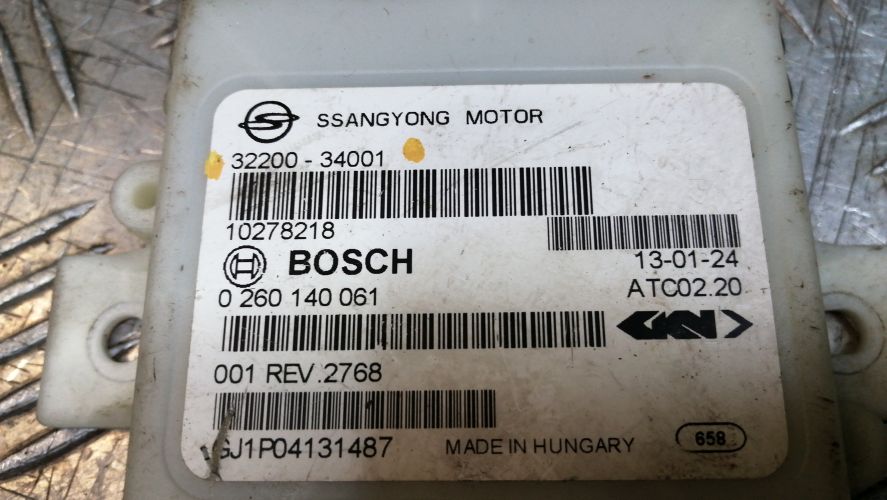 SSANGYONG MOTOR
32200-34001
10278218
BOSCH
13-01-24
0 260 140 061
ATC02.20
GKN
001 REV.2768
GJ1P04131487
MADE IN HUNGARY
658